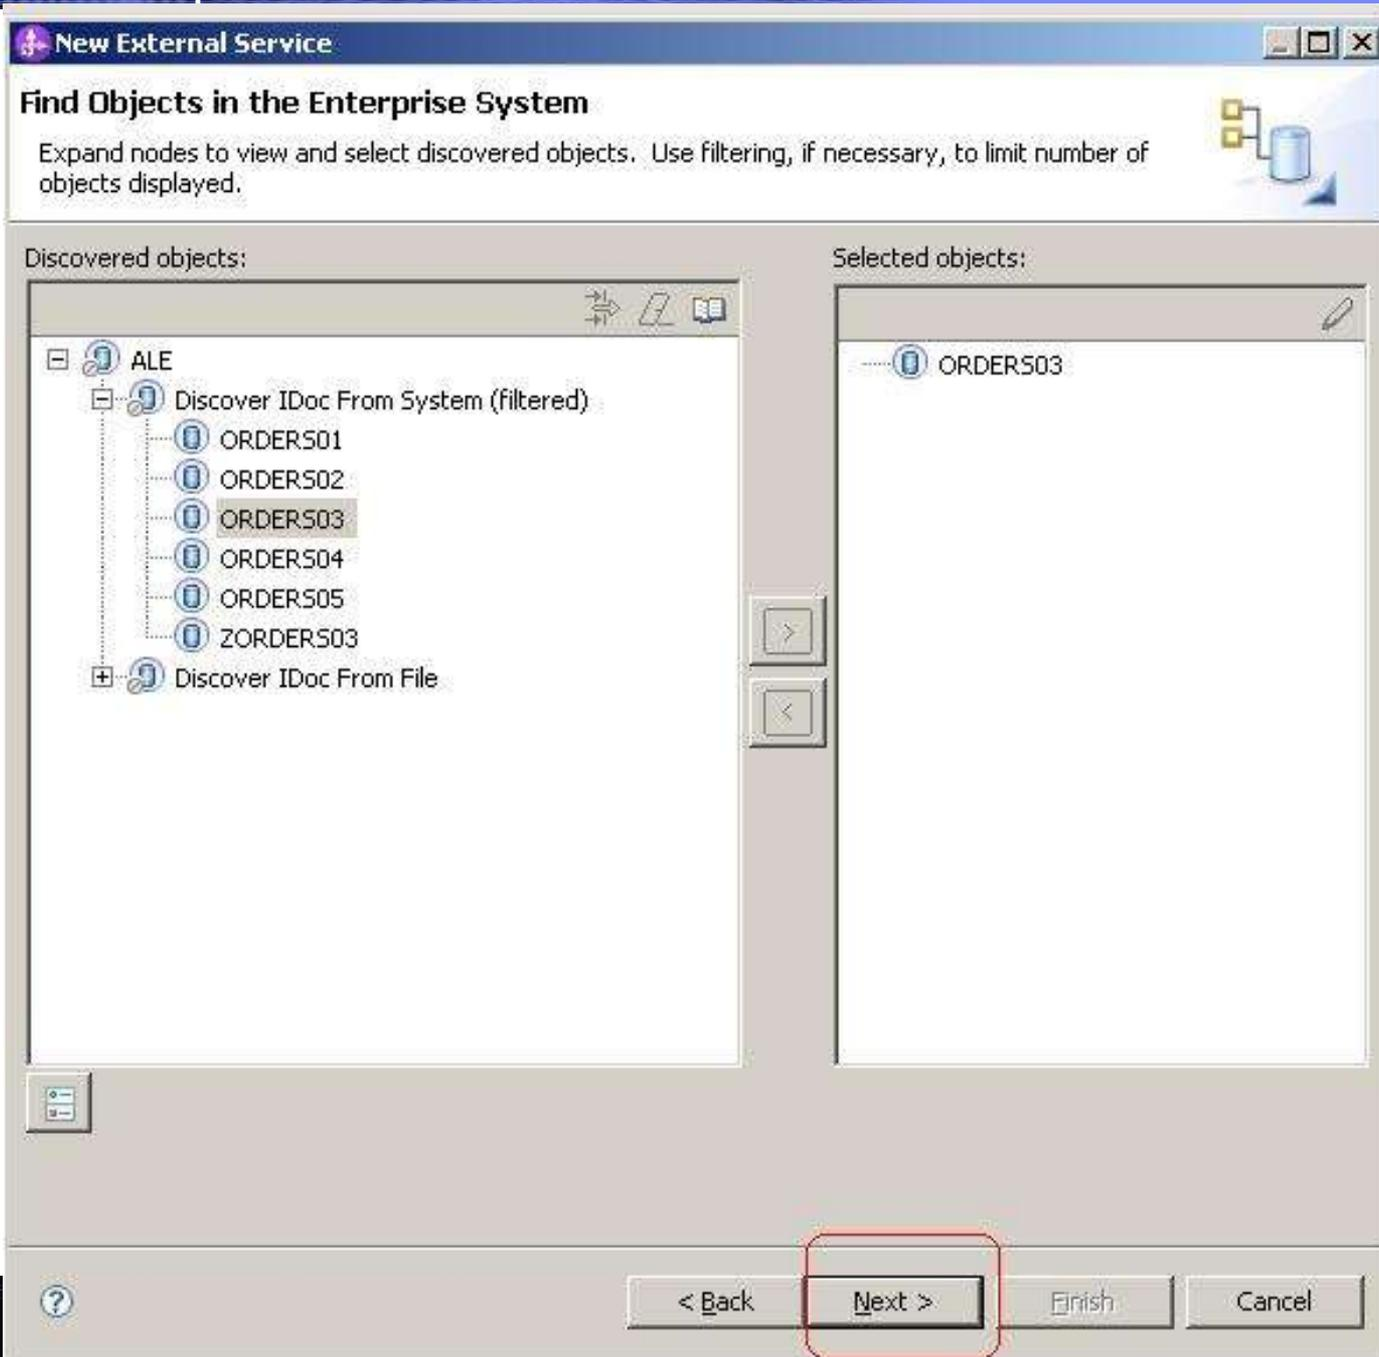 New External Service
Find Objects in the Enterprise System
Expand nodes to view and select discovered objects. Use filtering, if necessary, to limit number of
objects displayed.
Discovered objects:
Selected objects:
ALE
ORDERS03
Discover IDoc From System (filtered)
ORDERS01
ORDERS02
ORDERS03
ORDERS04
ORDERS05
ZORDERS03
Discover IDoc From File
>
<
?
< Back
Next >
Finish
Cancel